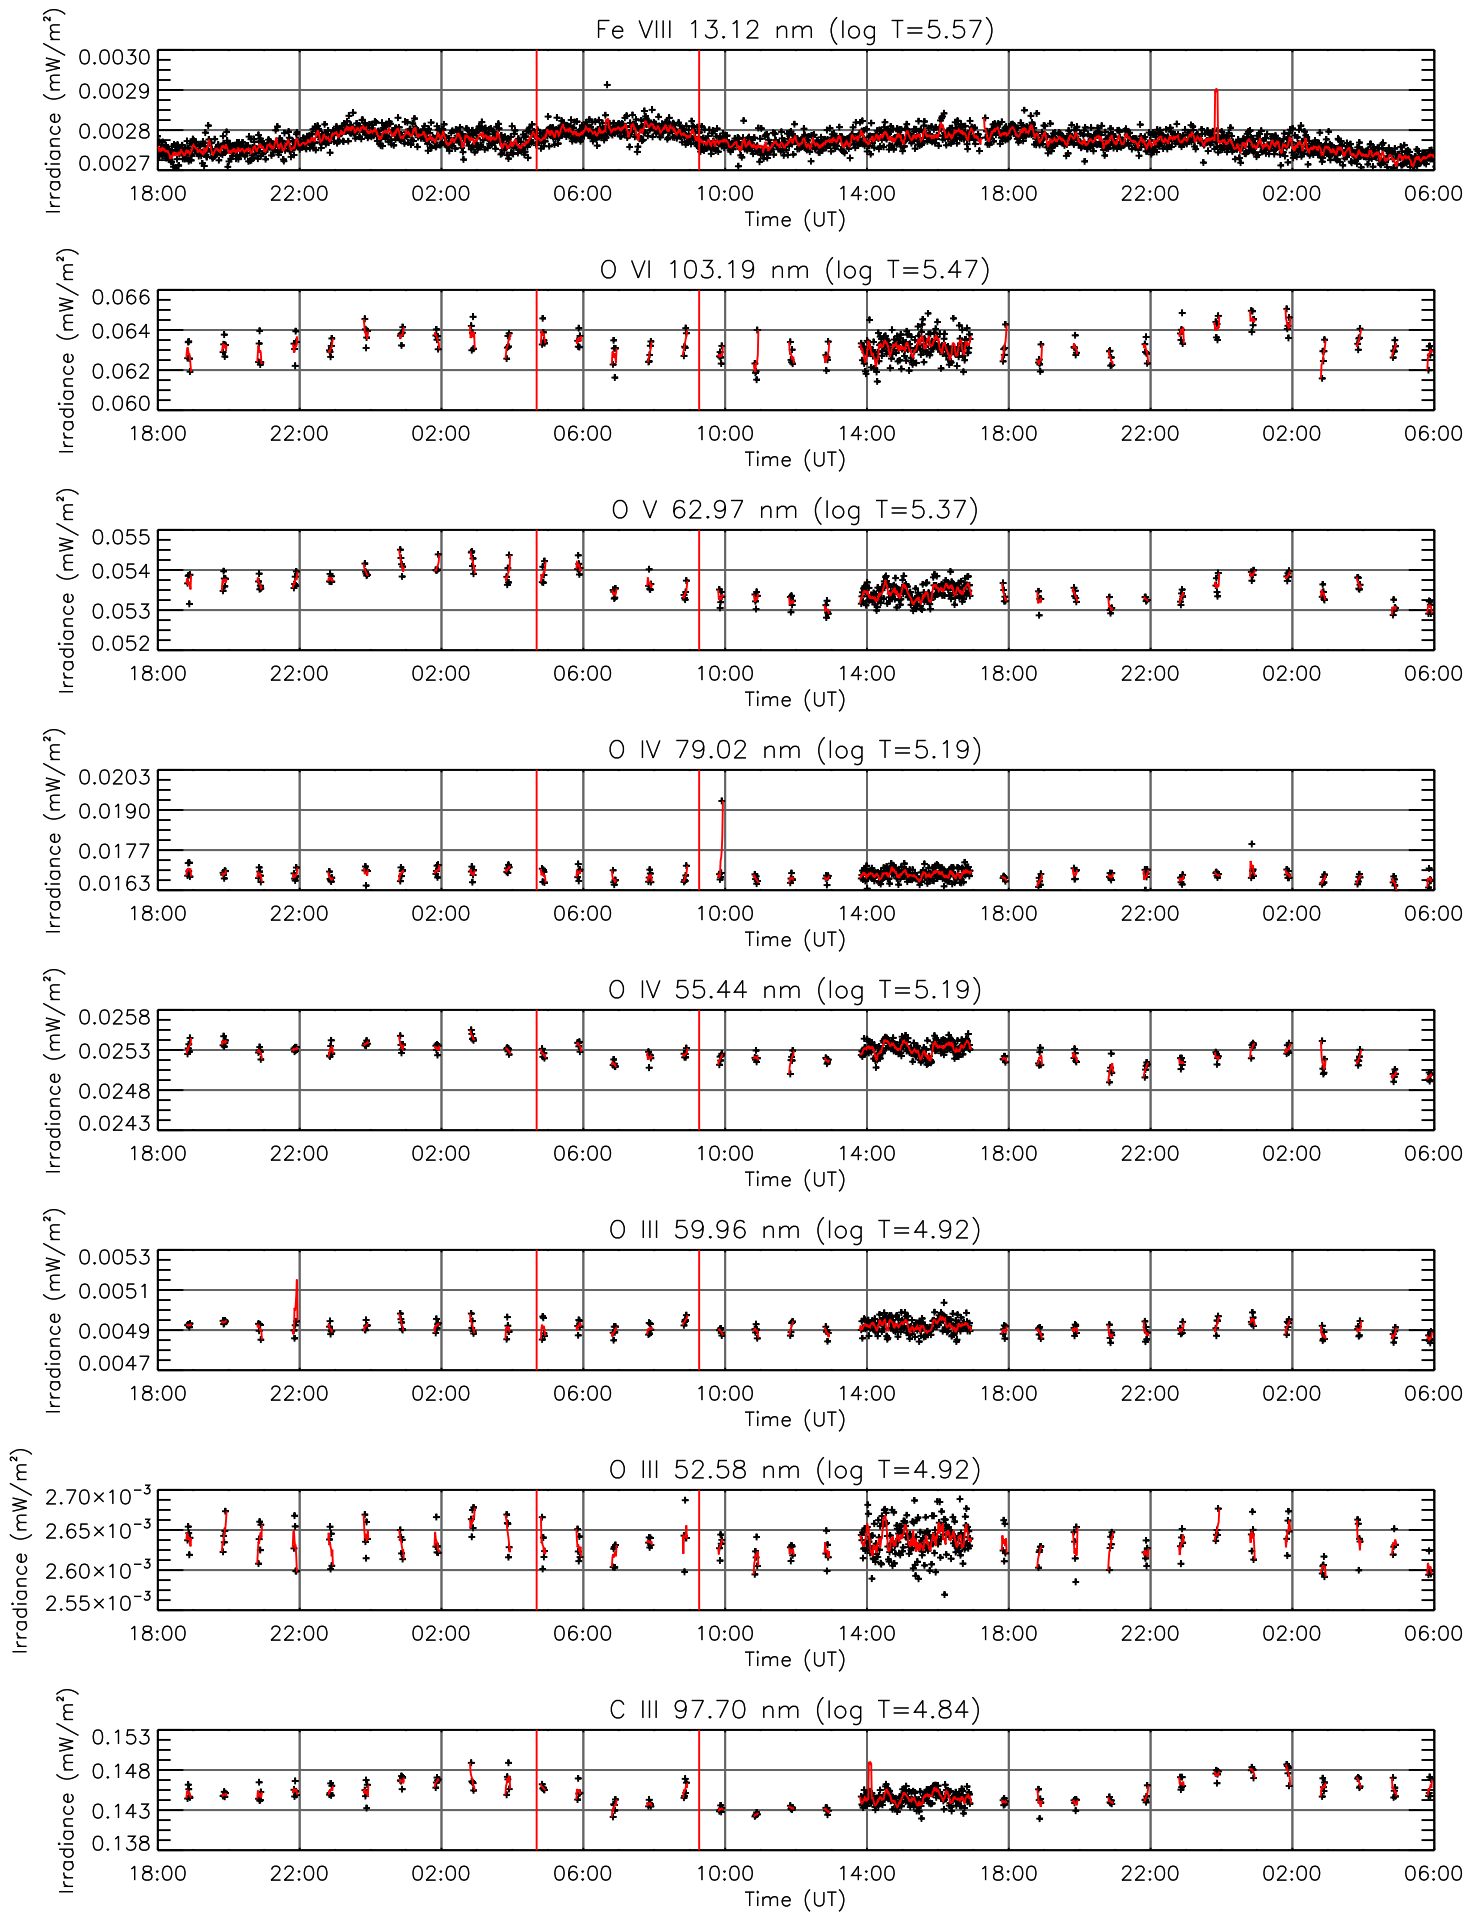 Fe VIII 13.12 nm (log T=5.57)
Irradiance (mW/m²)
0.0030
0.0029
0.0028
0.0027
18:00 22:00 02:00 06:00 10:00 14:00 18:00 22:00 02:00 06:00
Time (UT)
O VI 103.19 nm (log T=5.47)
Irradiance (mW/m²)
0.066
0.064
0.062
0.060
18:00 22:00 02:00 06:00 10:00 14:00 18:00 22:00 02:00 06:00
Time (UT)
O V 62.97 nm (log T=5.37)
Irradiance (mW/m²)
0.055
0.054
0.053
0.052
18:00 22:00 02:00 06:00 10:00 14:00 18:00 22:00 02:00 06:00
Time (UT)
O IV 79.02 nm (log T=5.19)
Irradiance (mW/m²)
0.0203
0.0190
0.0177
0.0163
18:00 22:00 02:00 06:00 10:00 14:00 18:00 22:00 02:00 06:00
Time (UT)
O IV 55.44 nm (log T=5.19)
Irradiance (mW/m²)
0.0258
0.0253
0.0248
0.0243
18:00 22:00 02:00 06:00 10:00 14:00 18:00 22:00 02:00 06:00
Time (UT)
O III 59.96 nm (log T=4.92)
Irradiance (mW/m²)
0.0053
0.0051
0.0049
0.0047
18:00 22:00 02:00 06:00 10:00 14:00 18:00 22:00 02:00 06:00
Time (UT)
O III 52.58 nm (log T=4.92)
Irradiance (mW/m²)
2.70×10⁻³
2.65×10⁻³
2.60×10⁻³
2.55×10⁻³
18:00 22:00 02:00 06:00 10:00 14:00 18:00 22:00 02:00 06:00
Time (UT)
C III 97.70 nm (log T=4.84)
Irradiance (mW/m²)
0.153
0.148
0.143
0.138
18:00 22:00 02:00 06:00 10:00 14:00 18:00 22:00 02:00 06:00
Time (UT)